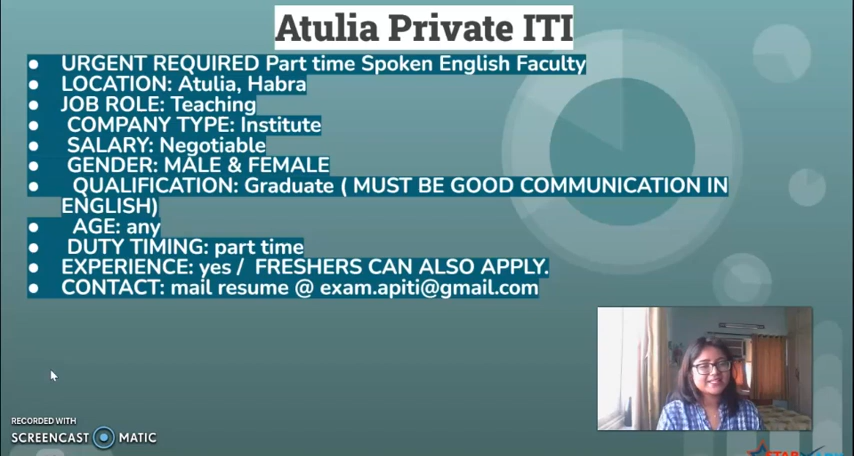 Atulia Private ITI
● URGENT REQUIRED Part time Spoken English Faculty
● LOCATION: Atulia, Habra
● JOB ROLE: Teaching
● COMPANY TYPE: Institute
● SALARY: Negotiable
● GENDER: MALE & FEMALE
● QUALIFICATION: Graduate ( MUST BE GOOD COMMUNICATION IN
ENGLISH)
● AGE: any
● DUTY TIMING: part time
● EXPERIENCE: yes / FRESHERS CAN ALSO APPLY.
● CONTACT: mail resume @ exam.apiti@gmail.com
RECORDED WITH
SCREENCAST MATIC